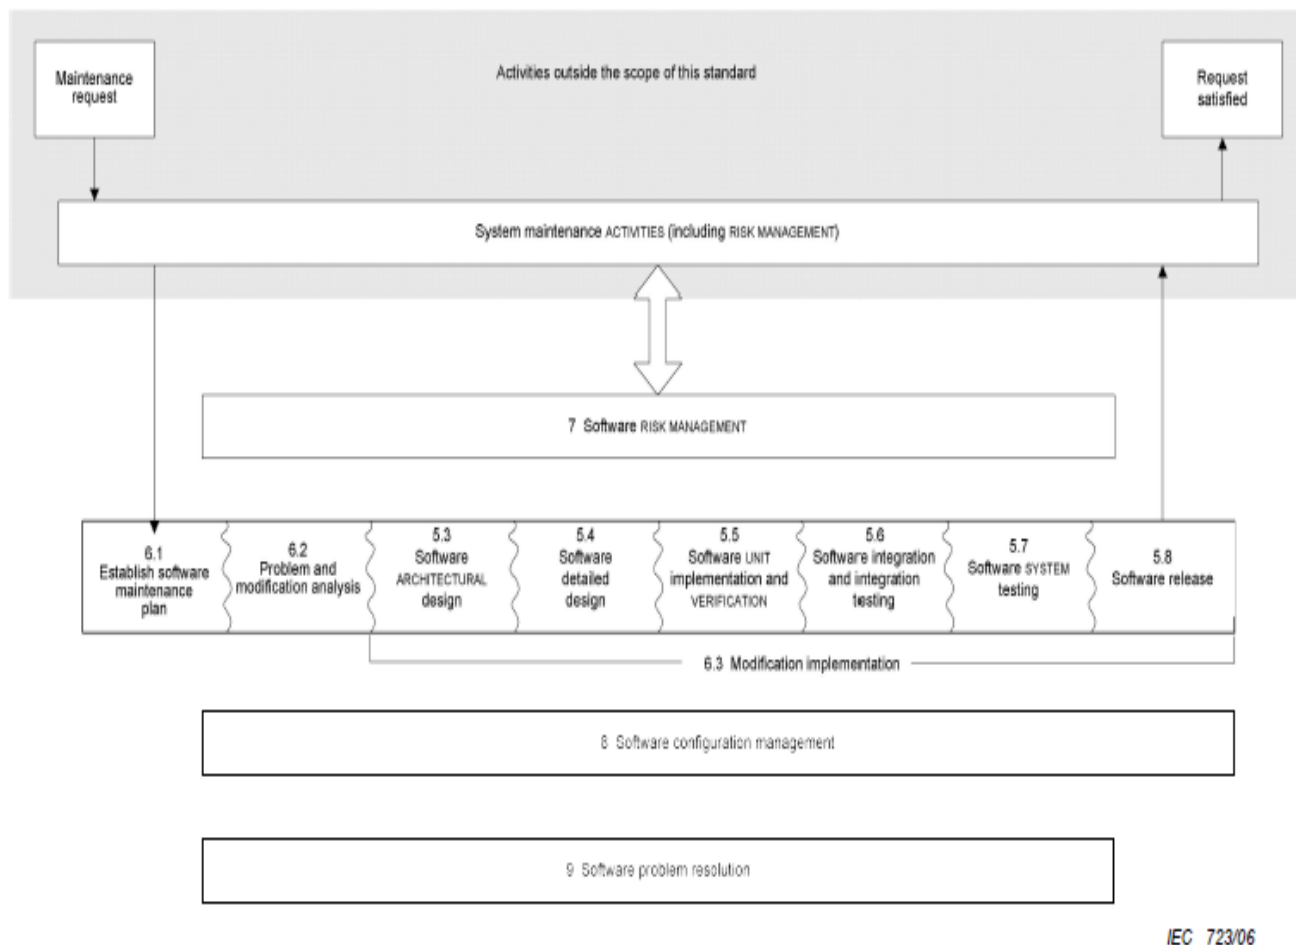 Maintenance
request
Activities outside the scope of this standard
Request
satisfied
System maintenance ACTIVITIES (including RISK MANAGEMENT)
7 Software RISK MANAGEMENT
6.1
Establish software
maintenance
plan
6.2
Problem and
modification analysis
5.3
Software
ARCHITECTURAL
design
5.4
Software
detailed
design
5.5
Software UNIT
implementation and
VERIFICATION
5.6
Software integration
and integration
testing
5.7
Software SYSTEM
testing
5.8
Software release
6.3 Modification implementation
8 Software configuration management
9 Software problem resolution
IEC 723/06